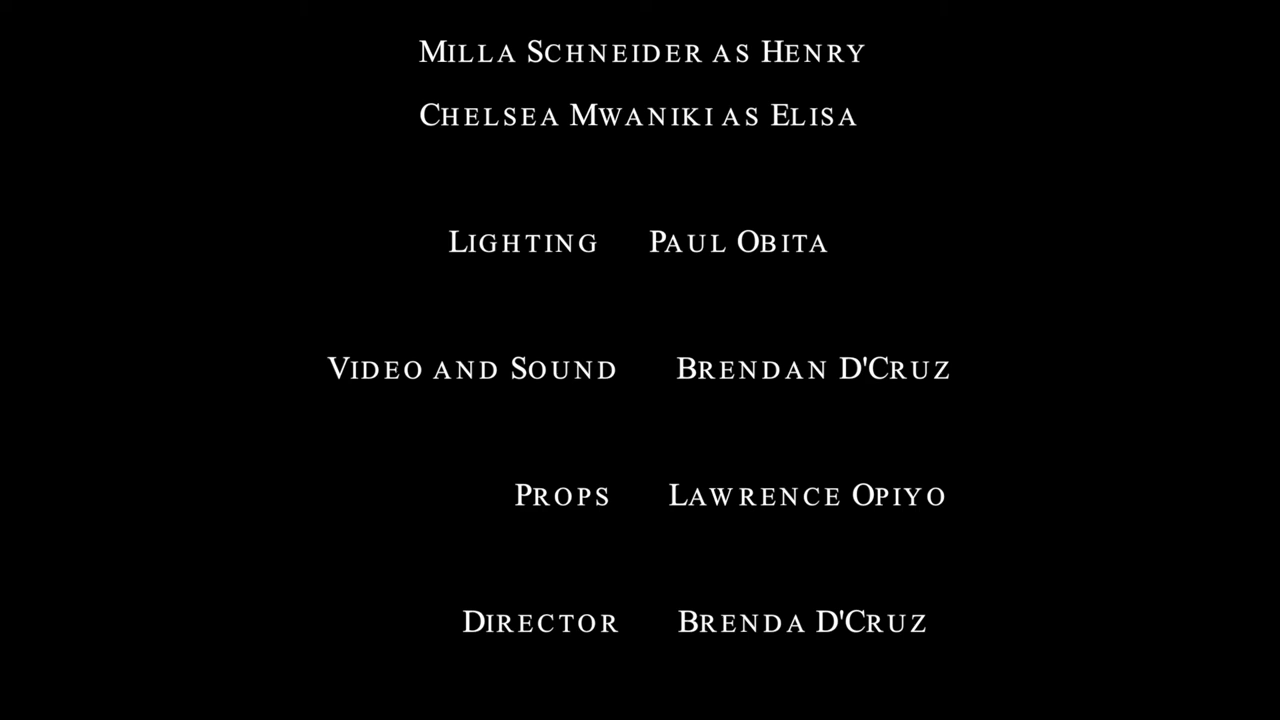 Milla Schneider as Henry
Chelsea Mwaniki as Elisa
Lighting Paul Obita
Video and Sound Brendan D'Cruz
Props Lawrence Opiyo
Director Brenda D'Cruz